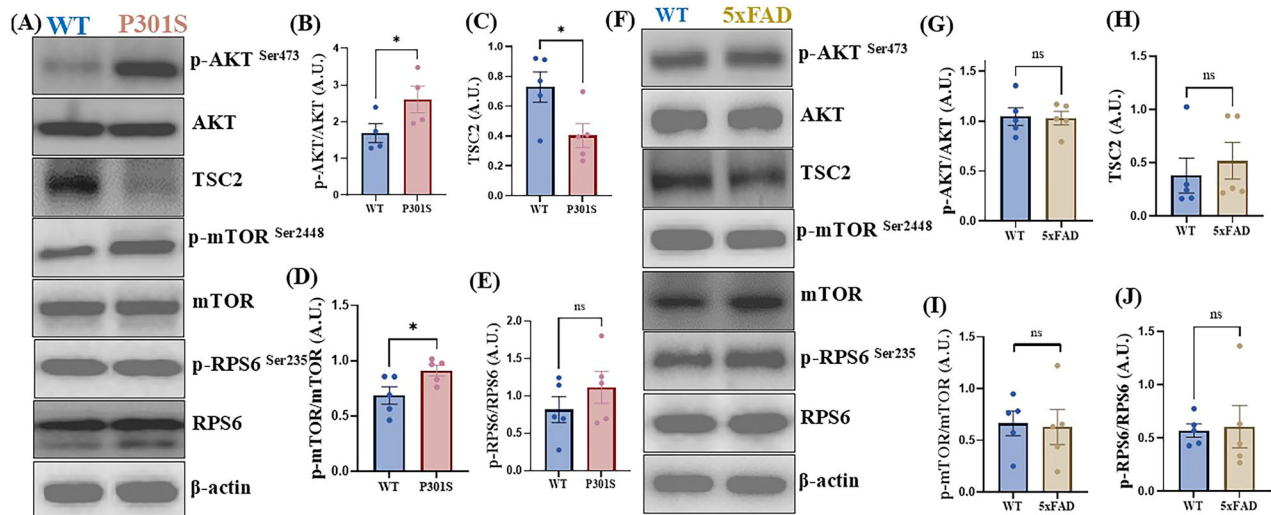 (A)
WT P301S
p-AKT Ser473
AKT
TSC2
p-mTOR Ser2448
mTOR
p-RPS6 Ser235
RPS6
β-actin
(B)
p-AKT/AKT (A.U.)
4
3
2
1
0
*
WT P301S
(C)
TSC2 (A.U.)
1.0
0.8
0.6
0.4
0.2
0.0
*
WT P301S
(D)
p-mTOR/mTOR (A.U.)
1.5
1.0
0.5
0.0
*
WT P301S
(E)
p-RPS6/RPS6 (A.U.)
2.0
1.5
1.0
0.5
0.0
ns
WT P301S
(F)
WT 5xFAD
p-AKT Ser473
AKT
TSC2
p-mTOR Ser2448
mTOR
p-RPS6 Ser235
RPS6
β-actin
(G)
p-AKT/AKT (A.U.)
1.5
1.0
0.5
0.0
ns
WT 5xFAD
(H)
TSC2 (A.U.)
1.5
1.0
0.5
0.0
ns
WT 5xFAD
(I)
p-mTOR/mTOR (A.U.)
1.5
1.0
0.5
0.0
ns
WT 5xFAD
(J)
p-RPS6/RPS6 (A.U.)
1.5
1.0
0.5
0.0
ns
WT 5xFAD